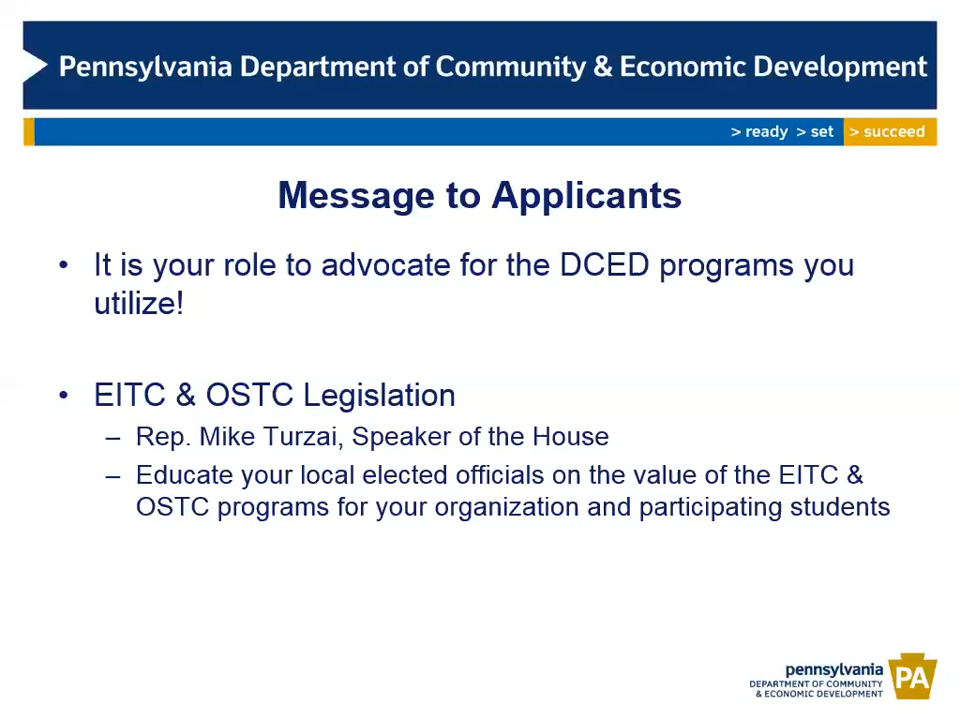 Pennsylvania Department of Community & Economic Development
> ready > set > succeed
Message to Applicants
• It is your role to advocate for the DCED programs you
utilize!
• EITC & OSTC Legislation
– Rep. Mike Turzai, Speaker of the House
– Educate your local elected officials on the value of the EITC &
OSTC programs for your organization and participating students
pennsylvania
DEPARTMENT OF COMMUNITY
& ECONOMIC DEVELOPMENT
PA